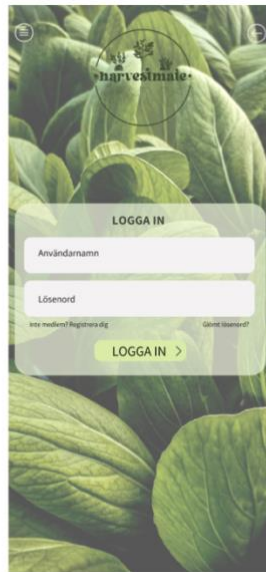 harvestmate
LOGGA IN
Användarnamn
Lösenord
Inte medlem? Registrera dig
Glömt lösenord?
LOGGA IN